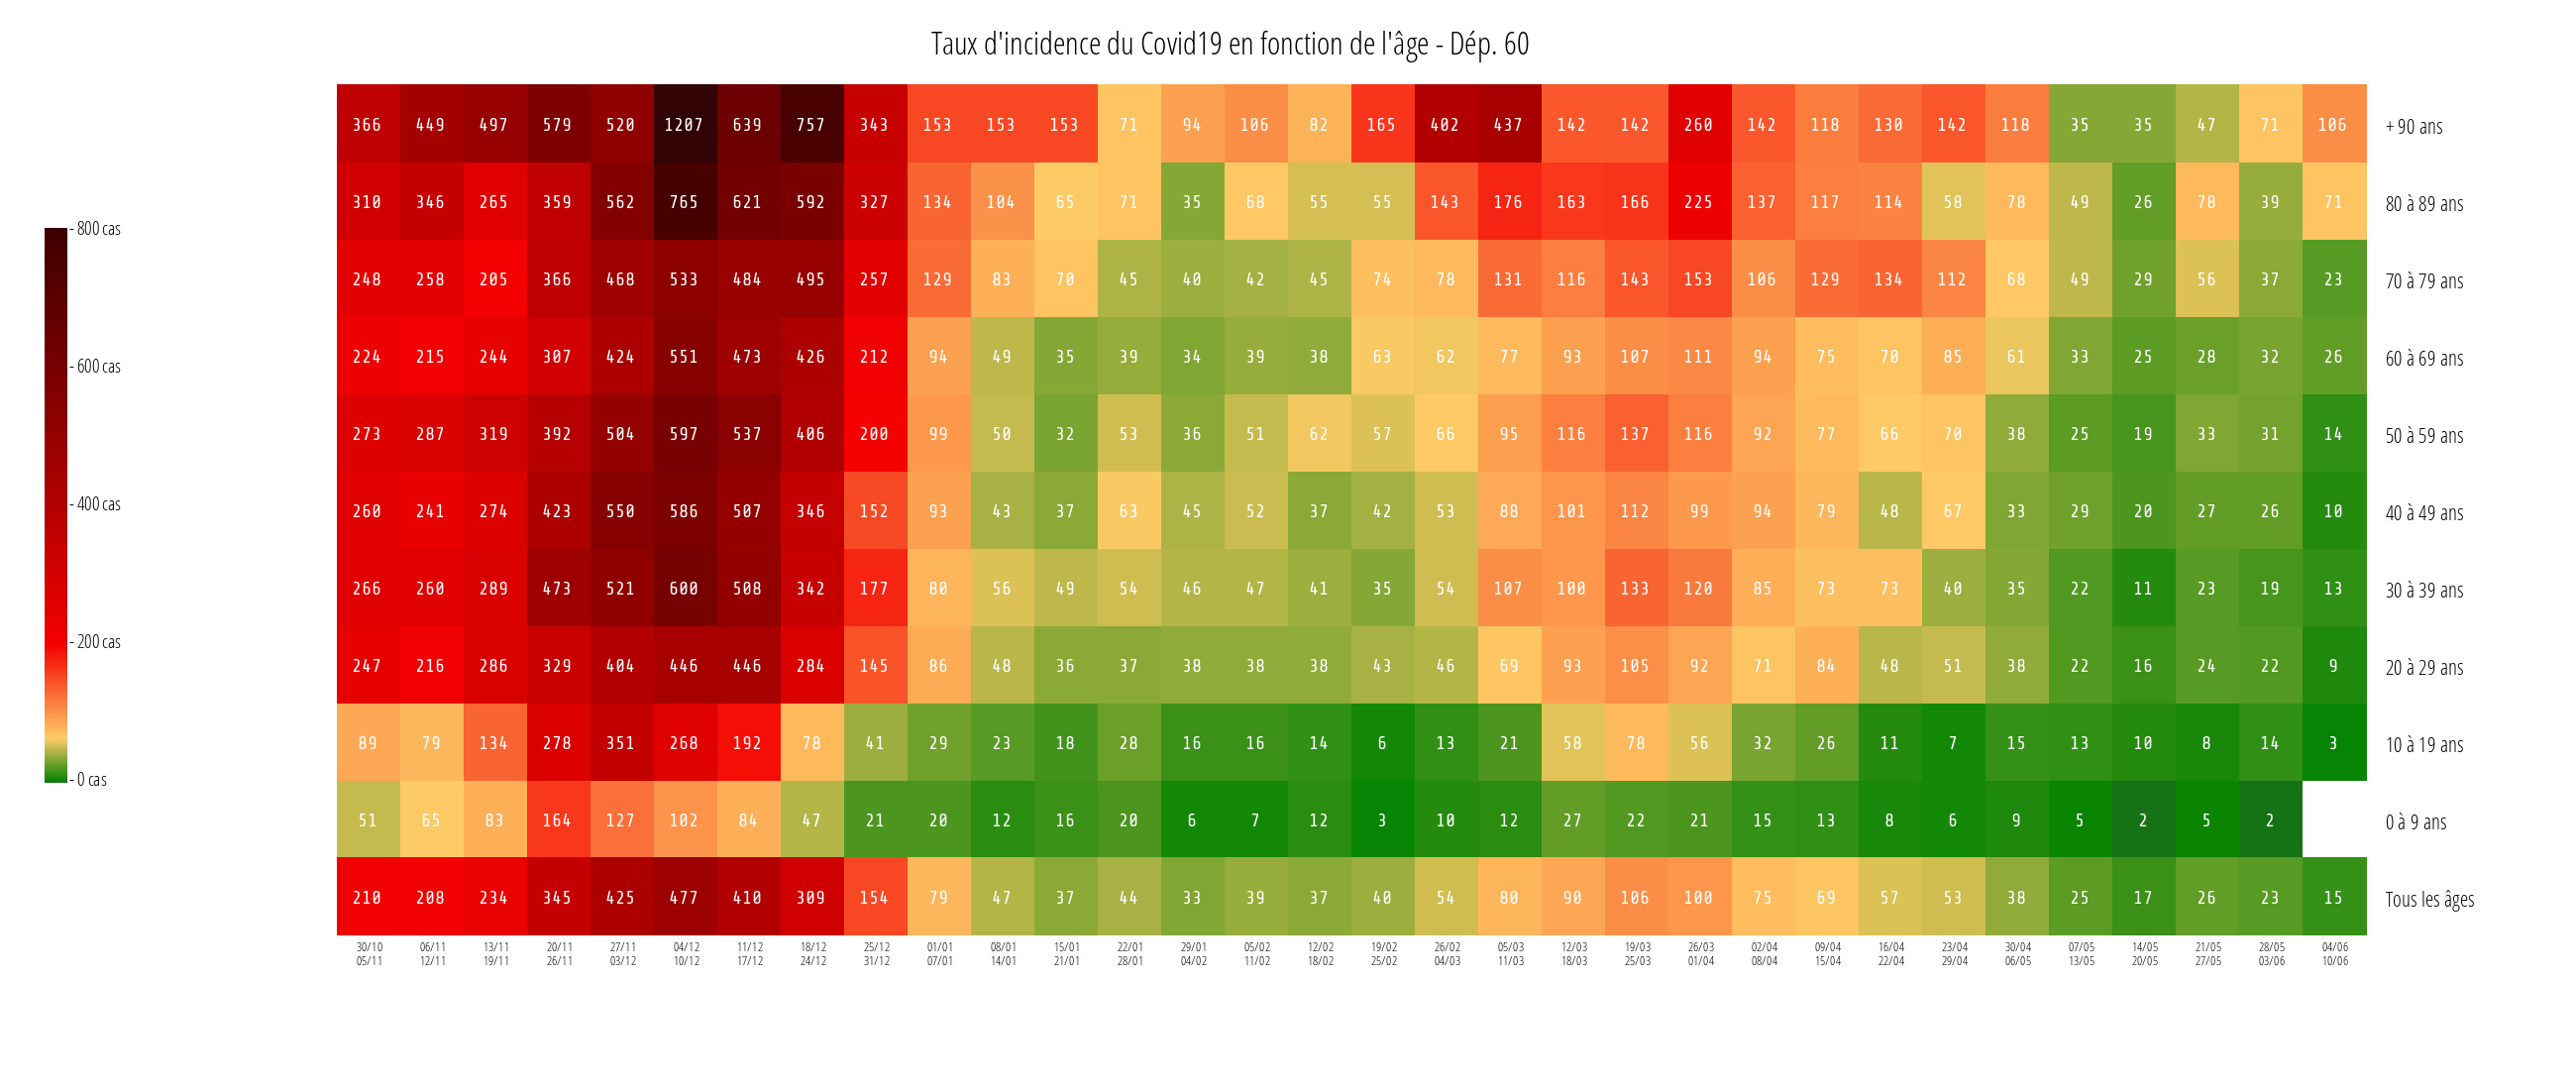 Taux d'incidence du Covid19 en fonction de l'âge - Dép. 60
366 449 497 579 520 1207 639 757 343 153 153 153 71 94 106 82 165 402 437 142 142 260 142 118 130 142 118 35 35 47 71 106 + 90 ans
310 346 265 359 562 765 621 592 327 134 104 65 71 35 68 55 55 143 176 163 166 225 137 117 114 58 78 49 26 78 39 71 80 à 89 ans
248 258 205 366 468 533 484 495 257 129 83 70 45 40 42 45 74 78 131 116 143 153 106 129 134 112 68 49 29 56 37 23 70 à 79 ans
224 215 244 307 424 551 473 426 212 94 49 35 39 34 39 38 63 62 77 93 107 111 94 75 70 85 61 33 25 28 32 26 60 à 69 ans
273 287 319 392 504 597 537 406 200 99 50 32 53 36 51 62 57 66 95 116 137 116 92 77 66 70 38 25 19 33 31 14 50 à 59 ans
260 241 274 423 550 586 507 346 152 93 43 37 63 45 52 37 42 53 88 101 112 99 94 79 48 67 33 29 20 27 26 10 40 à 49 ans
266 260 289 473 521 600 508 342 177 80 56 49 54 46 47 41 35 54 107 100 133 120 85 73 73 40 35 22 11 23 19 13 30 à 39 ans
247 216 286 329 404 446 446 284 145 86 48 36 37 38 38 38 43 46 69 93 105 92 71 84 48 51 38 22 16 24 22 9 20 à 29 ans
89 79 134 278 351 268 192 78 41 29 23 18 28 16 16 14 6 13 21 58 78 56 32 26 11 7 15 13 10 8 14 3 10 à 19 ans
51 65 83 164 127 102 84 47 21 20 12 16 20 6 7 12 3 10 12 27 22 21 15 13 8 6 9 5 2 5 2 0 à 9 ans
210 208 234 345 425 477 410 309 154 79 47 37 44 33 39 37 40 54 80 90 106 100 75 69 57 53 38 25 17 26 23 15 Tous les âges
30/10 06/11 13/11 20/11 27/11 04/12 11/12 18/12 25/12 01/01 08/01 15/01 22/01 29/01 05/02 12/02 19/02 26/02 05/03 12/03 19/03 26/03 02/04 09/04 16/04 23/04 30/04 07/05 14/05 21/05 28/05 04/06
05/11 12/11 19/11 26/11 03/12 10/12 17/12 24/12 31/12 07/01 14/01 21/01 28/01 04/02 11/02 18/02 25/02 04/03 11/03 18/03 25/03 01/04 08/04 15/04 22/04 29/04 06/05 13/05 20/05 27/05 03/06 10/06
- 800 cas
- 600 cas
- 400 cas
- 200 cas
- 0 cas